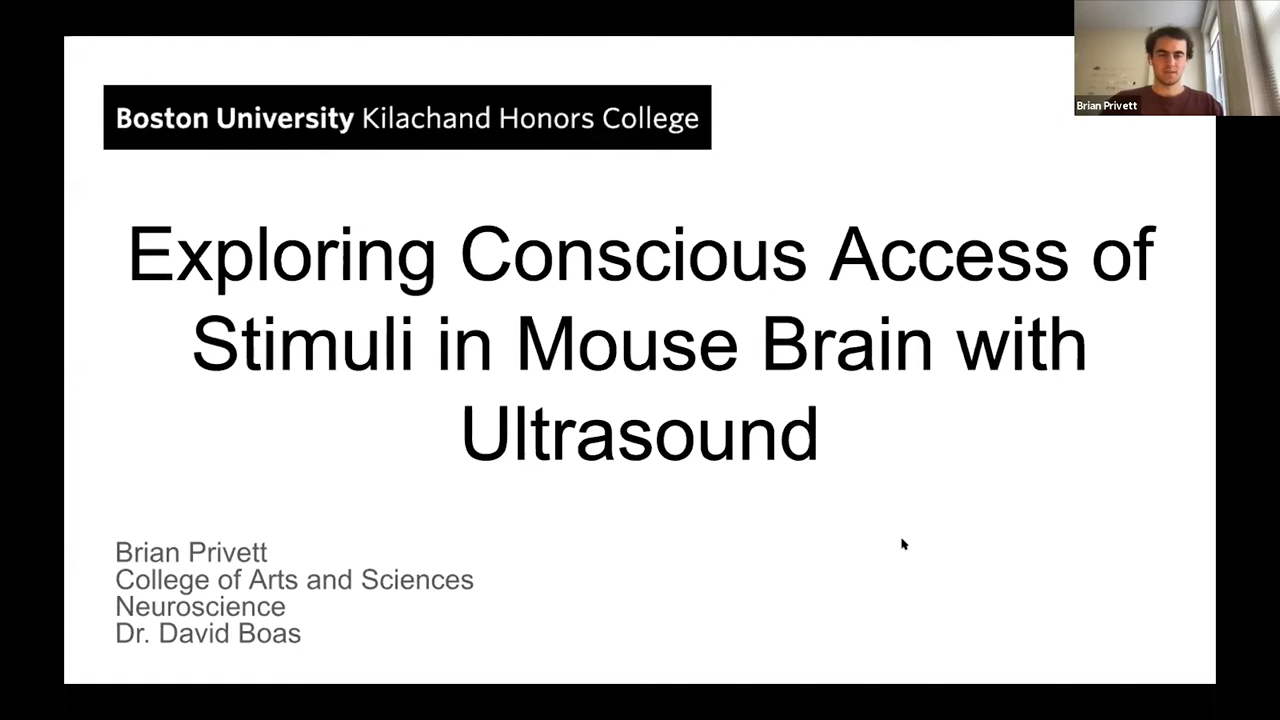 Boston University Kilachand Honors College
Brian Privett
Exploring Conscious Access of
Stimuli in Mouse Brain with
Ultrasound
Brian Privett
College of Arts and Sciences
Neuroscience
Dr. David Boas